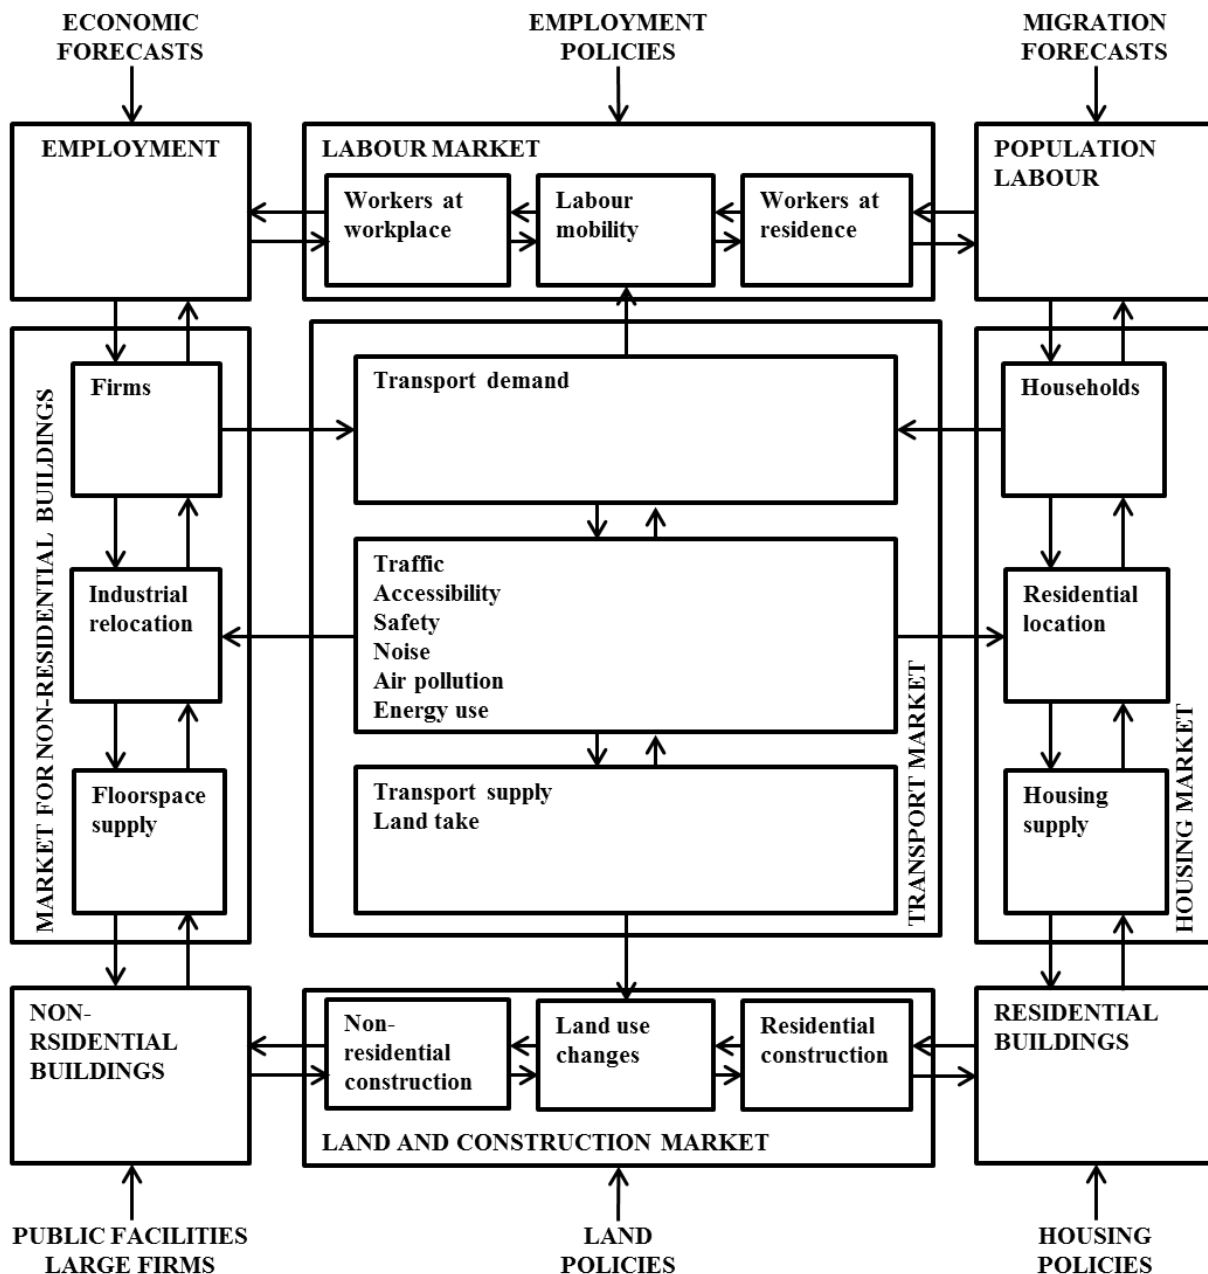 ECONOMIC
FORECASTS
EMPLOYMENT
POLICIES
MIGRATION
FORECASTS
EMPLOYMENT
LABOUR MARKET
Workers at
workplace
Labour
mobility
Workers at
residence
POPULATION
LABOUR
MARKET FOR NON-RESIDENTIAL BUILDINGS
Firms
Industrial
relocation
Floorspace
supply
Transport demand
Traffic
Accessibility
Safety
Noise
Air pollution
Energy use
Transport supply
Land take
TRANSPORT MARKET
Households
Residential
location
Housing
supply
HOUSING MARKET
NON-
RSIDENTIAL
BUILDINGS
Non-
residential
construction
Land use
changes
Residential
construction
LAND AND CONSTRUCTION MARKET
RESIDENTIAL
BUILDINGS
PUBLIC FACILITIES
LARGE FIRMS
LAND
POLICIES
HOUSING
POLICIES